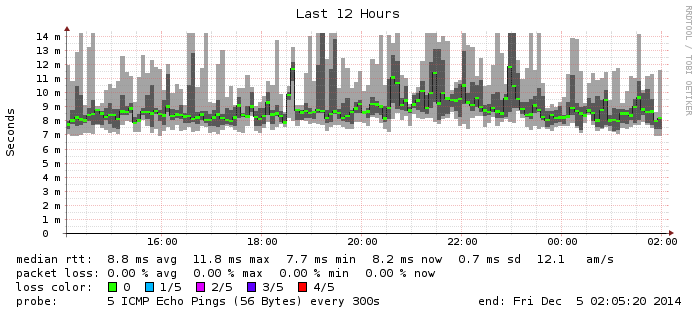 Last 12 Hours
RRDTOOL / TOBI OETIKER
Seconds
14 m
13 m
12 m
11 m
10 m
9 m
8 m
7 m
6 m
5 m
4 m
3 m
2 m
1 m
0
16:00 18:00 20:00 22:00 00:00 02:00
median rtt: 8.8 ms avg 11.8 ms max 7.7 ms min 8.2 ms now 0.7 ms sd 12.1 am/s
packet loss: 0.00 % avg 0.00 % max 0.00 % min 0.00 % now
loss color: 0 1/5 2/5 3/5 4/5
probe: 5 ICMP Echo Pings (56 Bytes) every 300s end: Fri Dec 5 02:05:20 2014